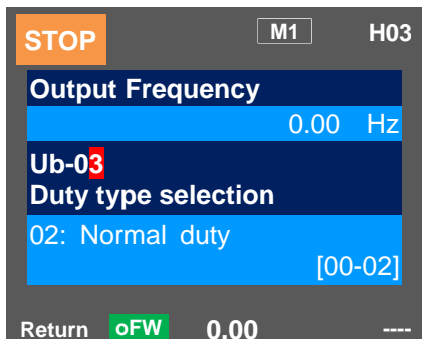 STOP M1 H03
Output Frequency
0.00 Hz
Ub-03
Duty type selection
02: Normal duty
[00-02]
Return oFW 0.00 ----